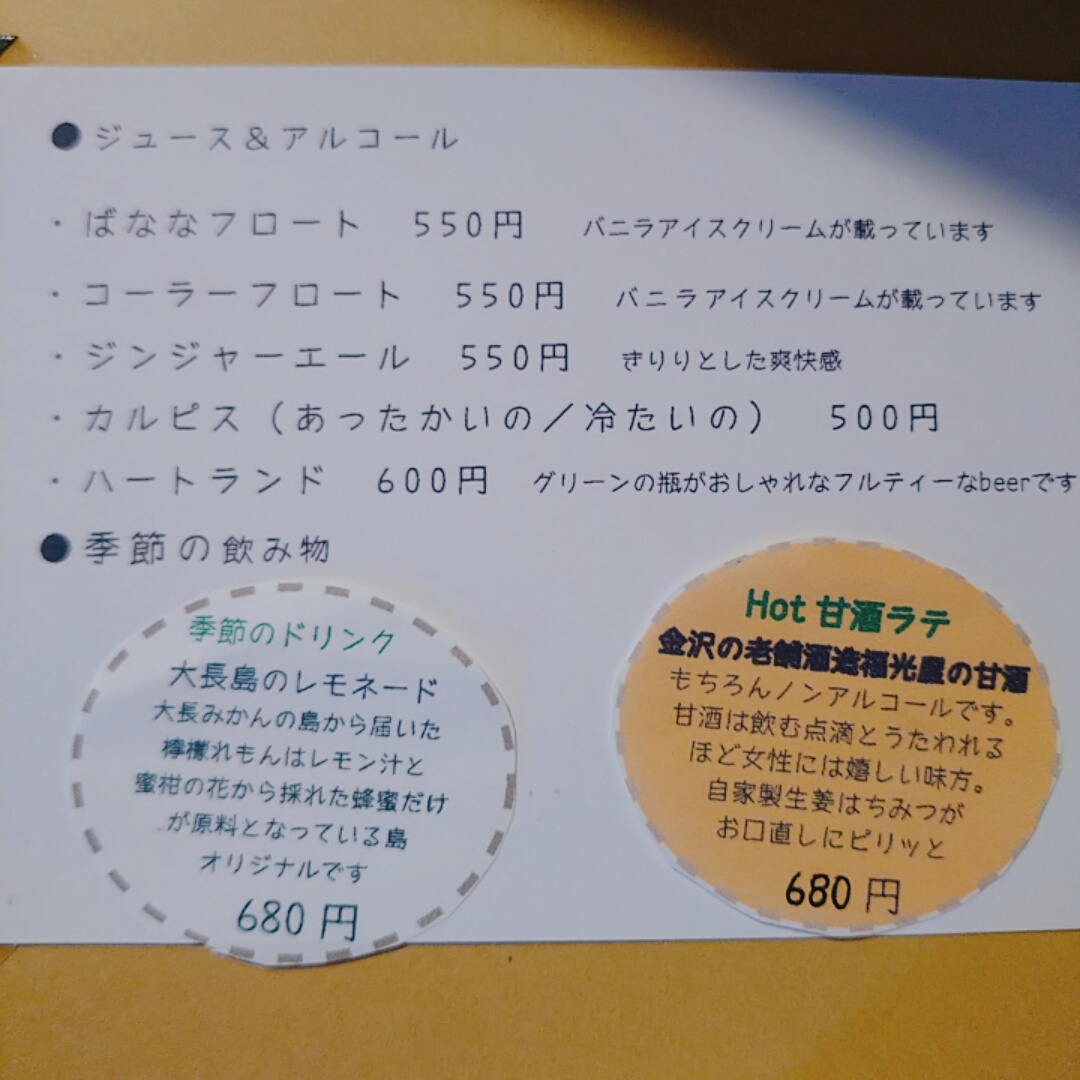 ●ジュース＆アルコール
・ばななフロート　550円　バニラアイスクリームが載っています
・コーラーフロート　550円　バニラアイスクリームが載っています
・ジンジャーエール　550円　きりりとした爽快感
・カルピス（あったかいの／冷たいの）　500円
・ハートランド　600円　グリーンの瓶がおしゃれなフルティーなbeerです
●季節の飲み物
季節のドリンク
大長島のレモネード
大長みかんの島から届いた
檸檬れもんはレモン汁と
蜜柑の花から採れた蜂蜜だけ
が原料となっている島
オリジナルです
680円
Hot 甘酒ラテ
金沢の老舗酒造福光屋の甘酒
もちろんノンアルコールです。
甘酒は飲む点滴とうたわれる
ほど女性には嬉しい味方。
自家製生姜はちみつが
お口直しにピリッと
680円